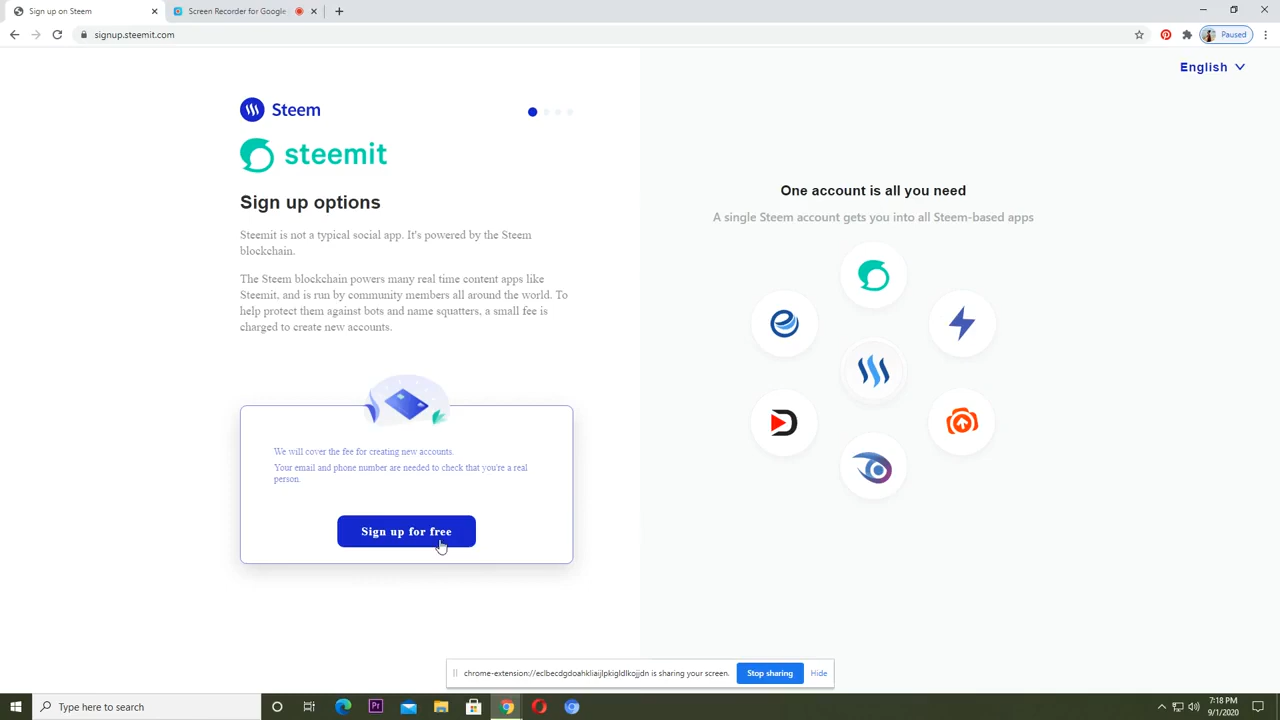 Sign up on Steem
Screen Recorder for Google
signup.steemit.com
Paused
English
Steem
steemit
Sign up options
Steemit is not a typical social app. It's powered by the Steem
blockchain.
The Steem blockchain powers many real time content apps like
Steemit, and is run by community members all around the world. To
help protect them against bots and name squatters, a small fee is
charged to create new accounts.
We will cover the fee for creating new accounts.
Your email and phone number are needed to check that you're a real
person.
Sign up for free
One account is all you need
A single Steem account gets you into all Steem-based apps
chrome-extension://eclbecdgdoahkliaijlpkigldlkojjdn is sharing your screen.
Stop sharing
Hide
Type here to search
Pr
7:18 PM
9/1/2020